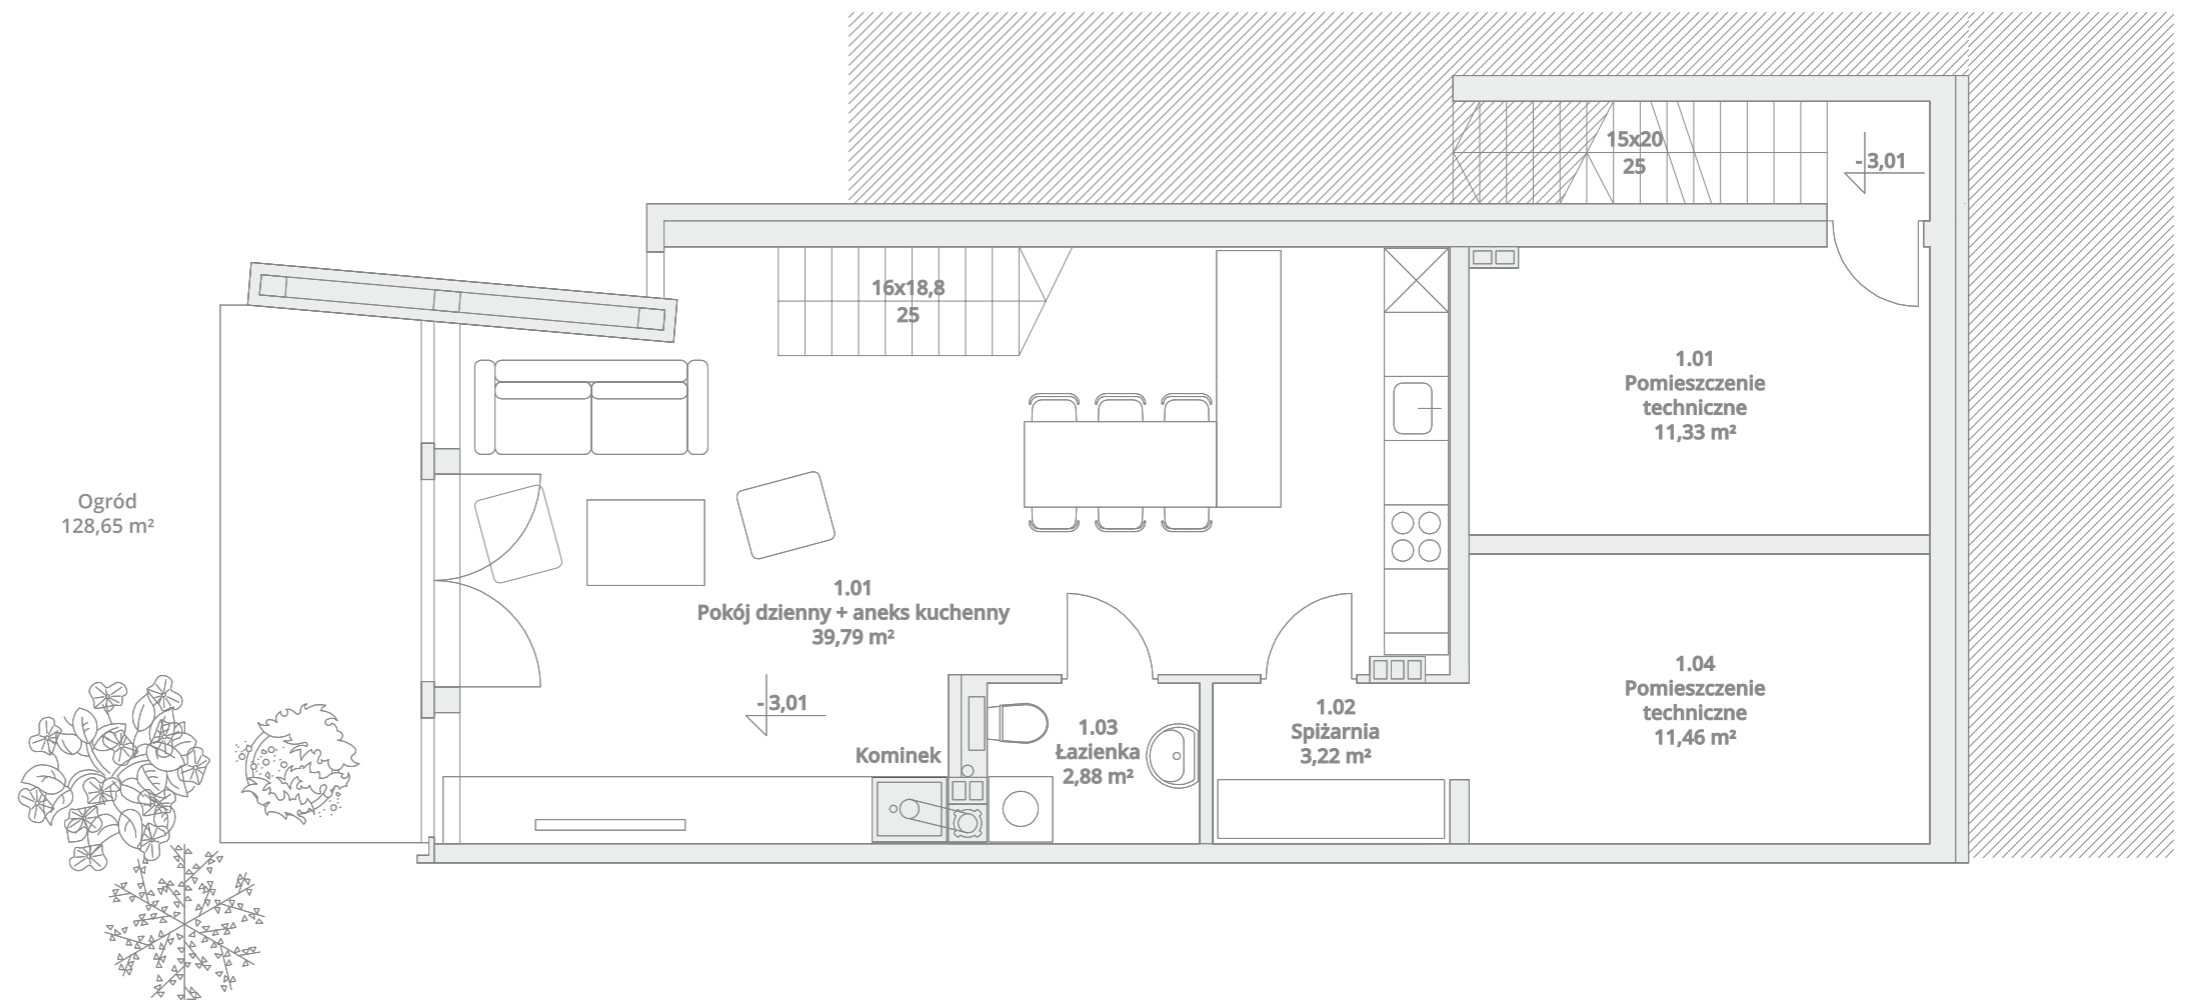 15x20
25
- 3,01
16x18,8
25
1.01
Pomieszczenie
techniczne
11,33 m²
Ogród
128,65 m²
1.01
Pokój dzienny + aneks kuchenny
39,79 m²
- 3,01
Kominek
1.03
Łazienka
2,88 m²
1.02
Spiżarnia
3,22 m²
1.04
Pomieszczenie
techniczne
11,46 m²